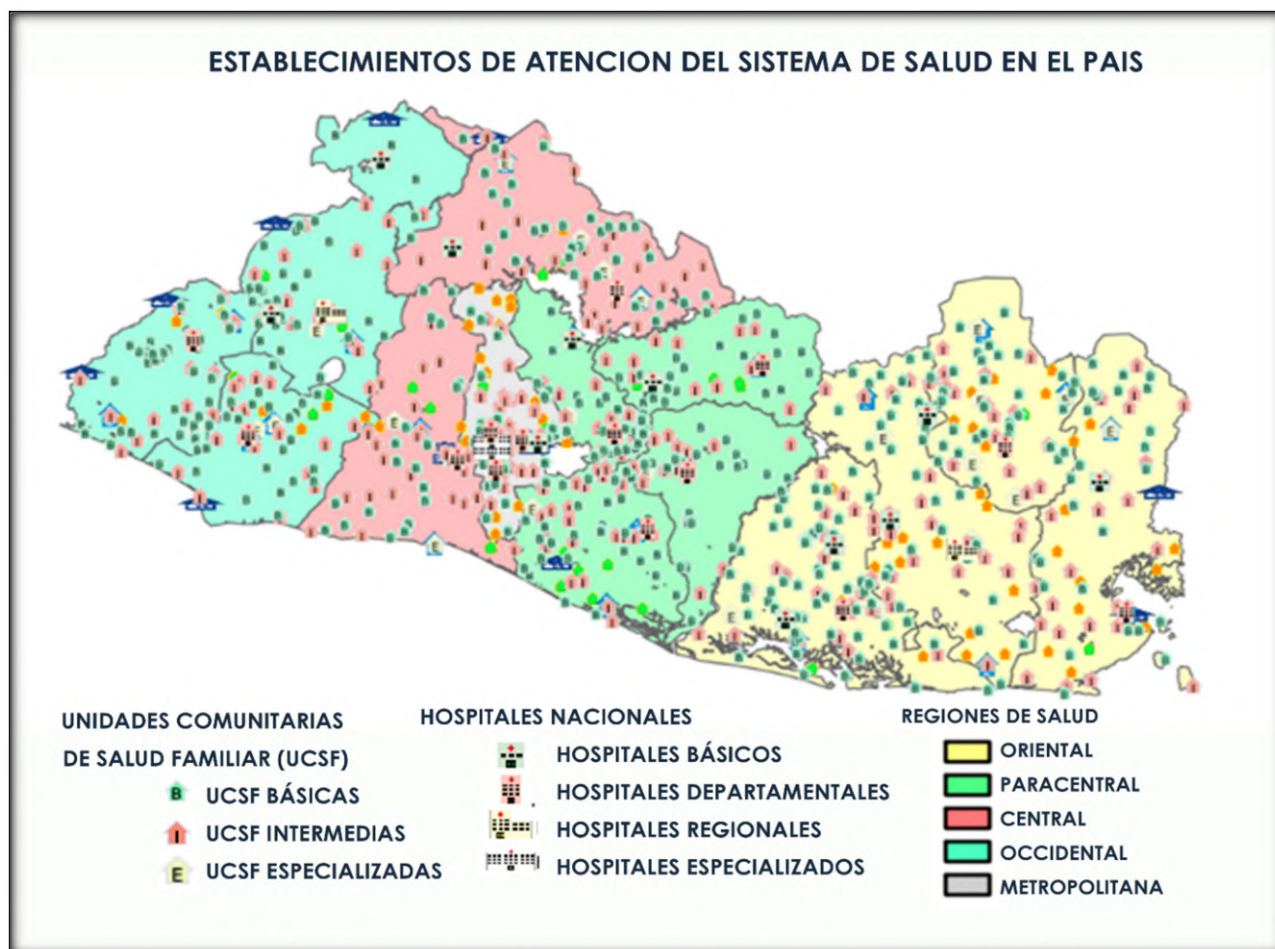 ESTABLECIMIENTOS DE ATENCION DEL SISTEMA DE SALUD EN EL PAIS
UNIDADES COMUNITARIAS
DE SALUD FAMILIAR (UCSF)
B UCSF BÁSICAS
I UCSF INTERMEDIAS
E UCSF ESPECIALIZADAS
HOSPITALES NACIONALES
HOSPITALES BÁSICOS
HOSPITALES DEPARTAMENTALES
HOSPITALES REGIONALES
HOSPITALES ESPECIALIZADOS
REGIONES DE SALUD
ORIENTAL
PARACENTRAL
CENTRAL
OCCIDENTAL
METROPOLITANA